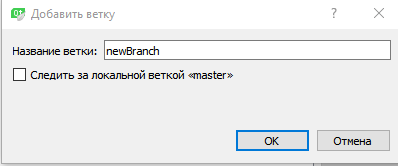 Добавить ветку
Название ветки: newBranch
Следить за локальной веткой «master»
OK Отмена